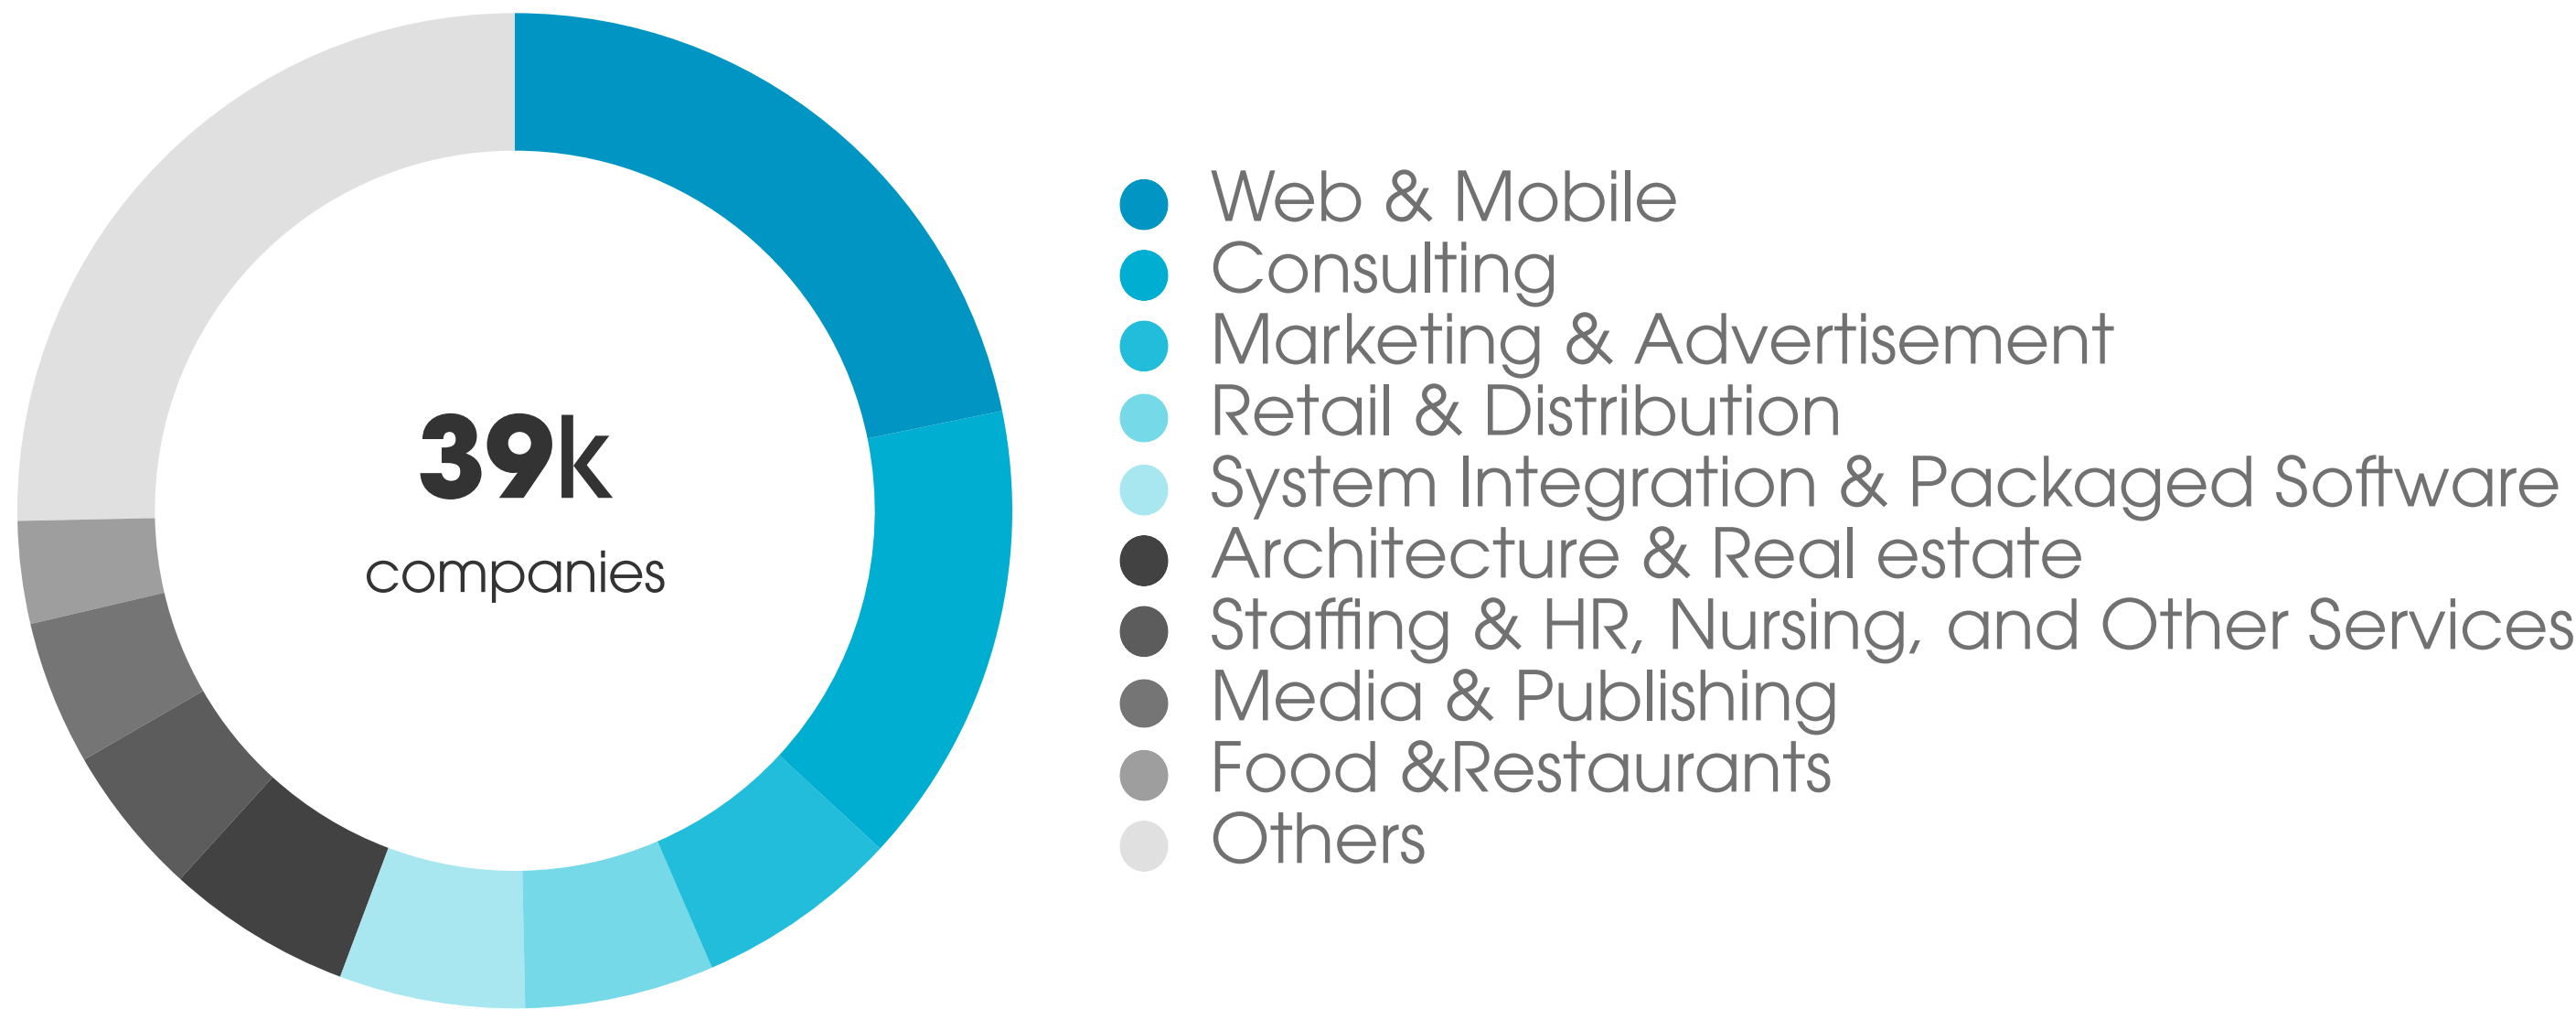 39k
companies
Web & Mobile
Consulting
Marketing & Advertisement
Retail & Distribution
System Integration & Packaged Software
Architecture & Real estate
Staffing & HR, Nursing, and Other Services
Media & Publishing
Food &Restaurants
Others